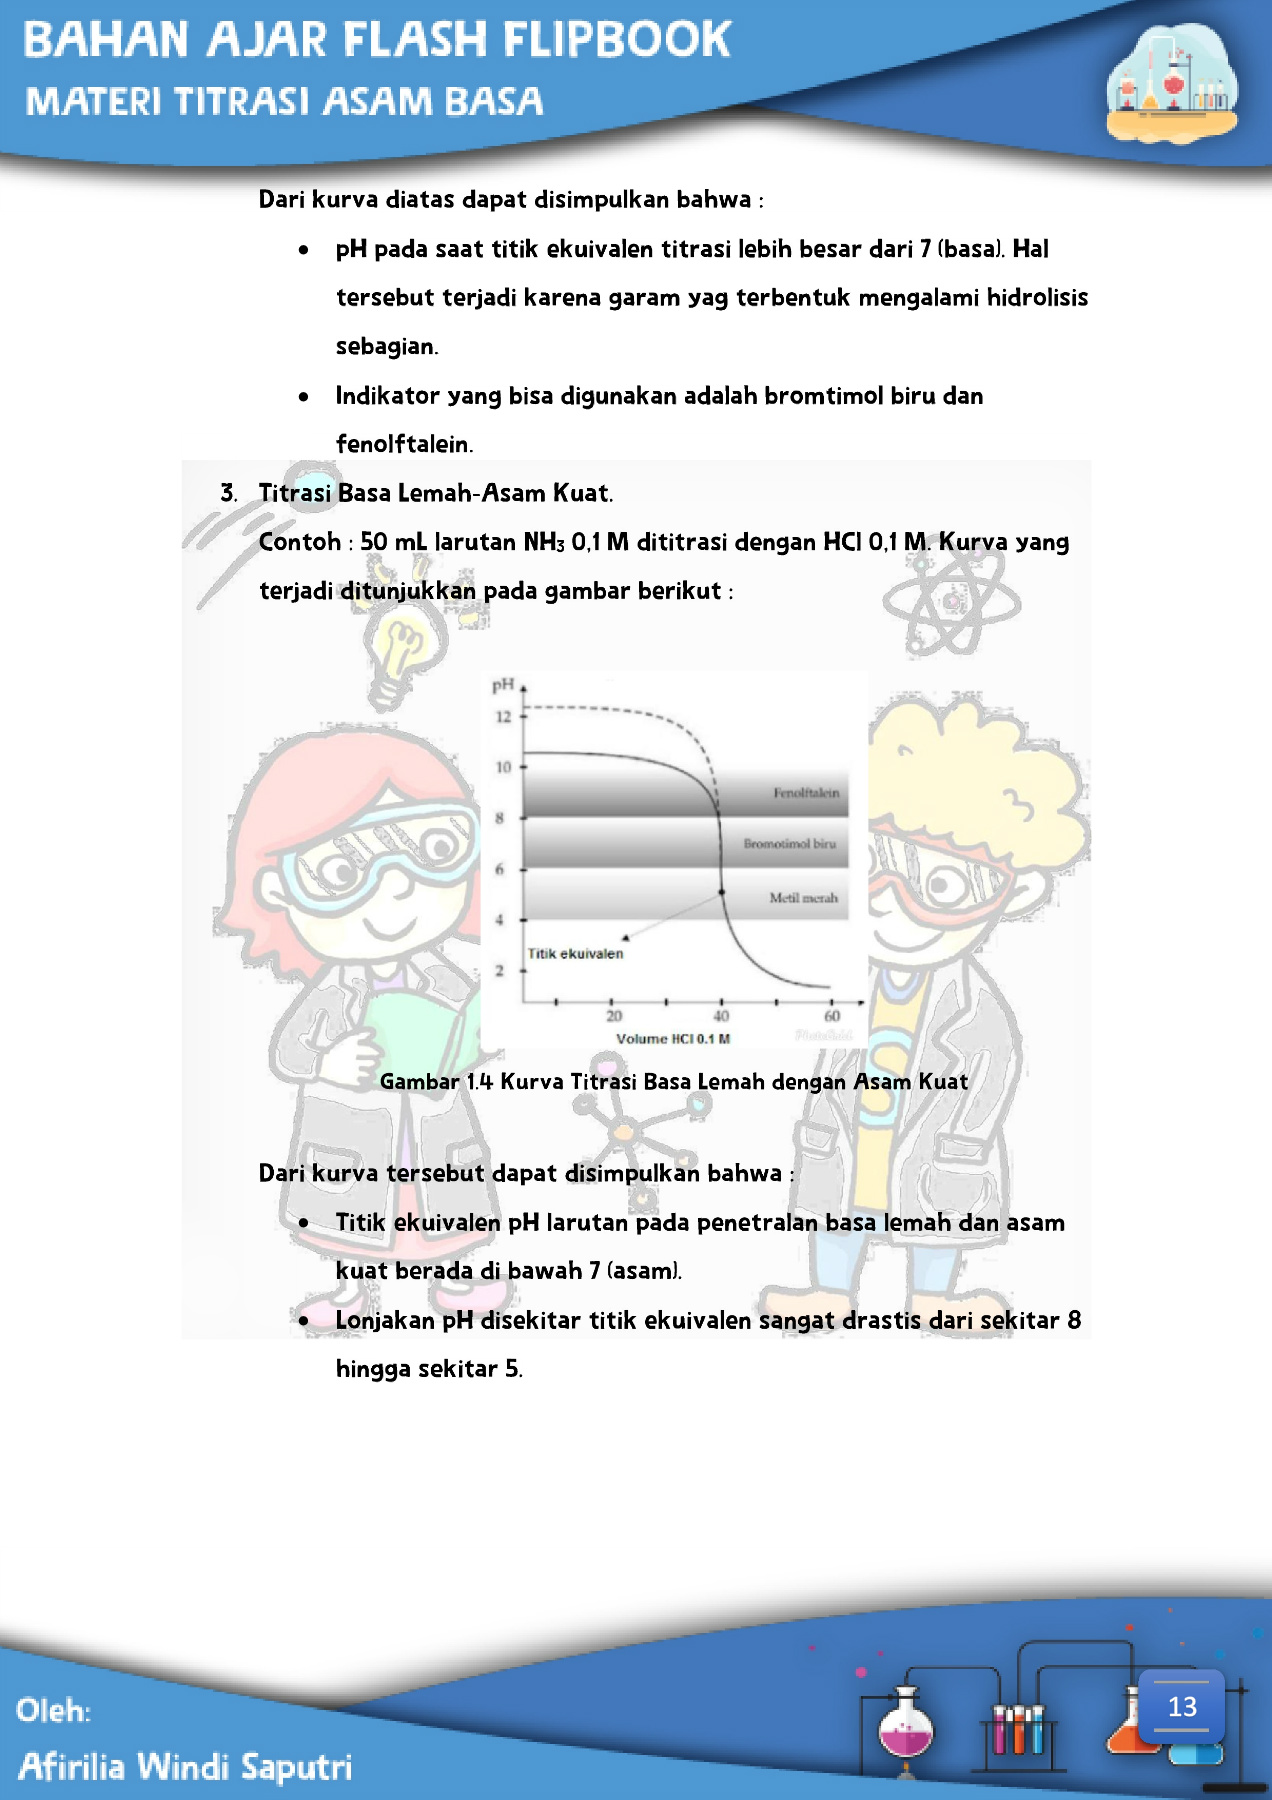 BAHAN AJAR FLASH FLIPBOOK
MATERI TITRASI ASAM BASA
Dari kurva diatas dapat disimpulkan bahwa :
• pH pada saat titik ekuivalen titrasi lebih besar dari 7 (basa). Hal
tersebut terjadi karena garam yag terbentuk mengalami hidrolisis
sebagian.
• Indikator yang bisa digunakan adalah bromtimol biru dan
fenolftalein.
3. Titrasi Basa Lemah-Asam Kuat.
Contoh : 50 mL larutan NH₃ 0,1 M dititrasi dengan HCl 0,1 M. Kurva yang
terjadi ditunjukkan pada gambar berikut :
pH
12
10
Fenolftalein
8
Bromotimol biru
6
Metil merah
4
Titik ekuivalen
2
20 40 60
Volume HCl 0.1 M
Gambar 1.4 Kurva Titrasi Basa Lemah dengan Asam Kuat
Dari kurva tersebut dapat disimpulkan bahwa :
• Titik ekuivalen pH larutan pada penetralan basa lemah dan asam
kuat berada di bawah 7 (asam).
• Lonjakan pH disekitar titik ekuivalen sangat drastis dari sekitar 8
hingga sekitar 5.
13
Oleh:
Afirilia Windi Saputri